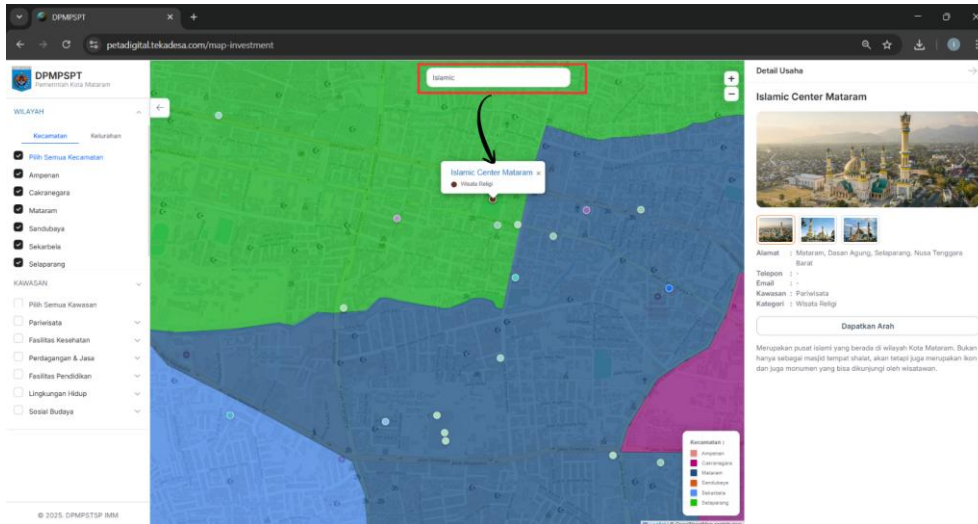 DPMPSPT
petadigital.tekadesa.com/map-investment
DPMPSPT
Pemerintah Kota Mataram
WILAYAH
Kecamatan Kelurahan
Pilih Semua Kecamatan
Ampenan
Cakranegara
Mataram
Sandubaya
Sekarbela
Selaparang
KAWASAN
Pilih Semua Kawasan
Pariwisata
Fasilitas Kesehatan
Perdagangan & Jasa
Fasilitas Pendidikan
Lingkungan Hidup
Sosial Budaya
© 2025. DPMPSTSP IMM
Islamic
Islamic Center Mataram
Wisata Religi
Kecamatan :
Ampenan
Cakranegara
Mataram
Sandubaya
Sekarbela
Selaparang
Detail Usaha
Islamic Center Mataram
Alamat : Mataram, Dasan Agung, Selaparang, Nusa Tenggara
Barat
Telepon : -
Email : -
Kawasan : Pariwisata
Kategori : Wisata Religi
Dapatkan Arah
Merupakan pusat islami yang berada di wilayah Kota Mataram. Bukan
hanya sebagai masjid tempat shalat, akan tetapi juga merupakan ikon
dan juga monumen yang bisa dikunjungi oleh wisatawan.